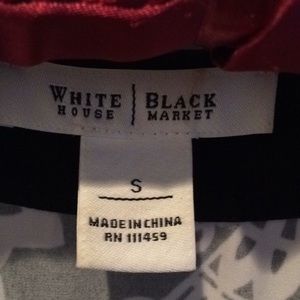 WHITE | BLACK
HOUSE | MARKET
S
MADE IN CHINA
RN 111459